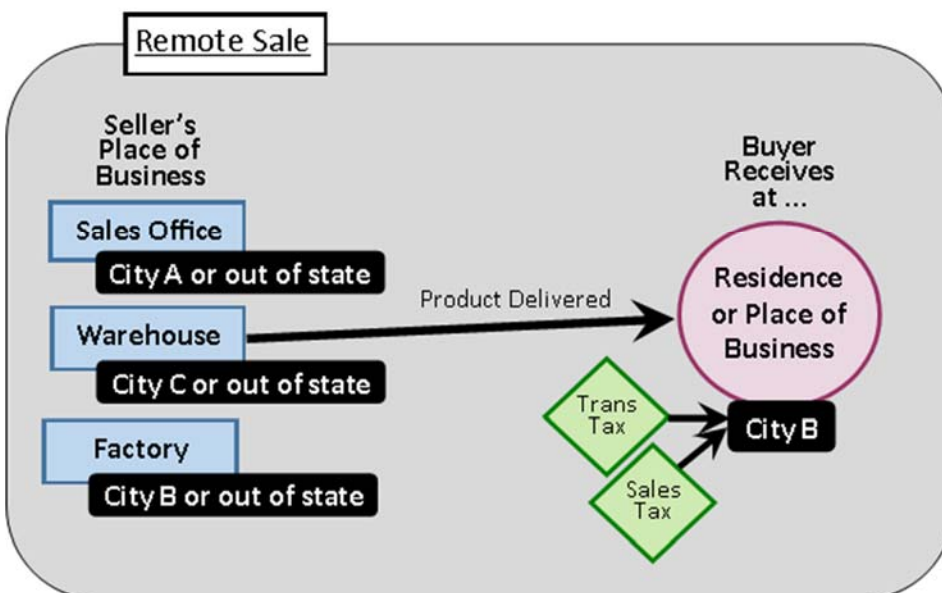 Remote Sale
Seller's
Place of
Business
Sales Office
City A or out of state
Warehouse
City C or out of state
Factory
City B or out of state
Product Delivered
Buyer
Receives
at ...
Residence
or Place of
Business
City B
Trans
Tax
Sales
Tax